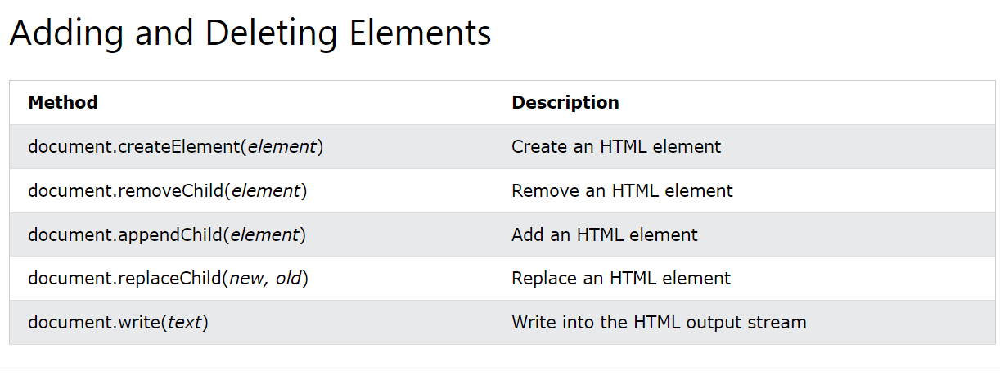 Adding and Deleting Elements
Method Description
document.createElement(element) Create an HTML element
document.removeChild(element) Remove an HTML element
document.appendChild(element) Add an HTML element
document.replaceChild(new, old) Replace an HTML element
document.write(text) Write into the HTML output stream